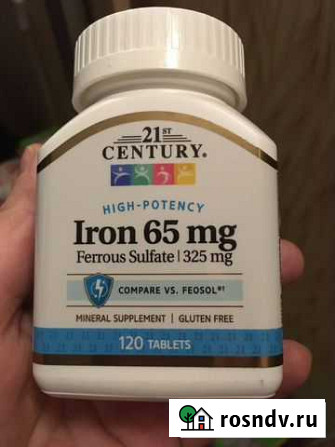 21ST
CENTURY®
HIGH-POTENCY
Iron 65 mg
Ferrous Sulfate | 325 mg
COMPARE VS. FEOSOL®†
MINERAL SUPPLEMENT | GLUTEN FREE
120 TABLETS
rosndv.ru